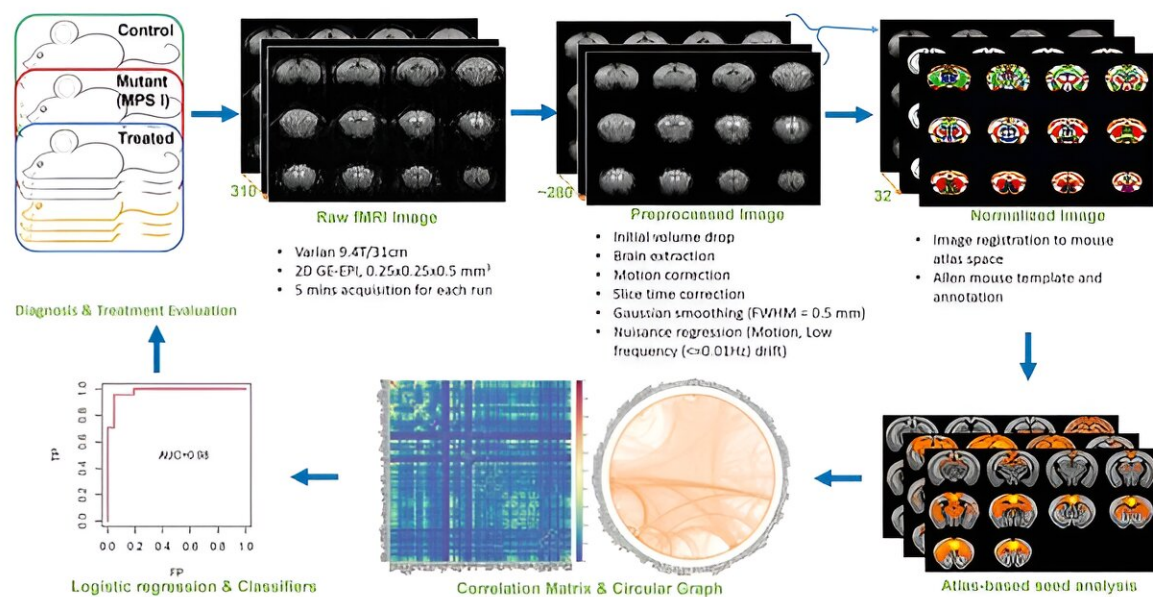 Control
Mutant
(MPS I)
Treated
310
Raw fMRI Image
• Varian 9.4T/31cm
• 2D GE-EPI, 0.25x0.25x0.5 mm³
• 5 mins acquisition for each run
~280
Preprocessed Image
• Initial volume drop
• Brain extraction
• Motion correction
• Slice time correction
• Gaussian smoothing (FWHM = 0.5 mm)
• Nuisance regression (Motion, Low
frequency (<=0.01Hz) drift)
32
Normalized Image
• Image registration to mouse
atlas space
• Allen mouse template and
annotation
Atlas-based seed analysis
Correlation Matrix & Circular Graph
TP
1.0
0.8
0.6
0.4
0.2
0.0
AUC=0.98
0.0 0.2 0.4 0.6 0.8 1.0
FP
Logistic regression & Classifiers
Diagnosis & Treatment Evaluation